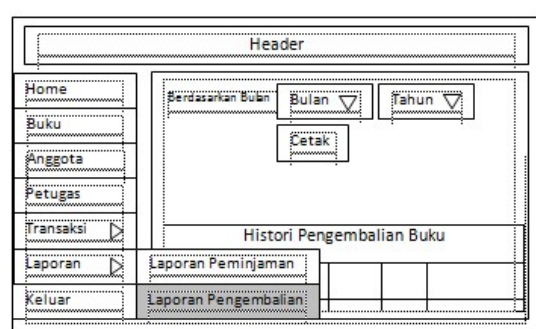 Header
Home
Buku
Anggota
Petugas
Transaksi
Laporan
Keluar
Berdasarkan Bulan
Bulan
Tahun
Cetak
Histori Pengembalian Buku
Laporan Peminjaman
Laporan Pengembalian